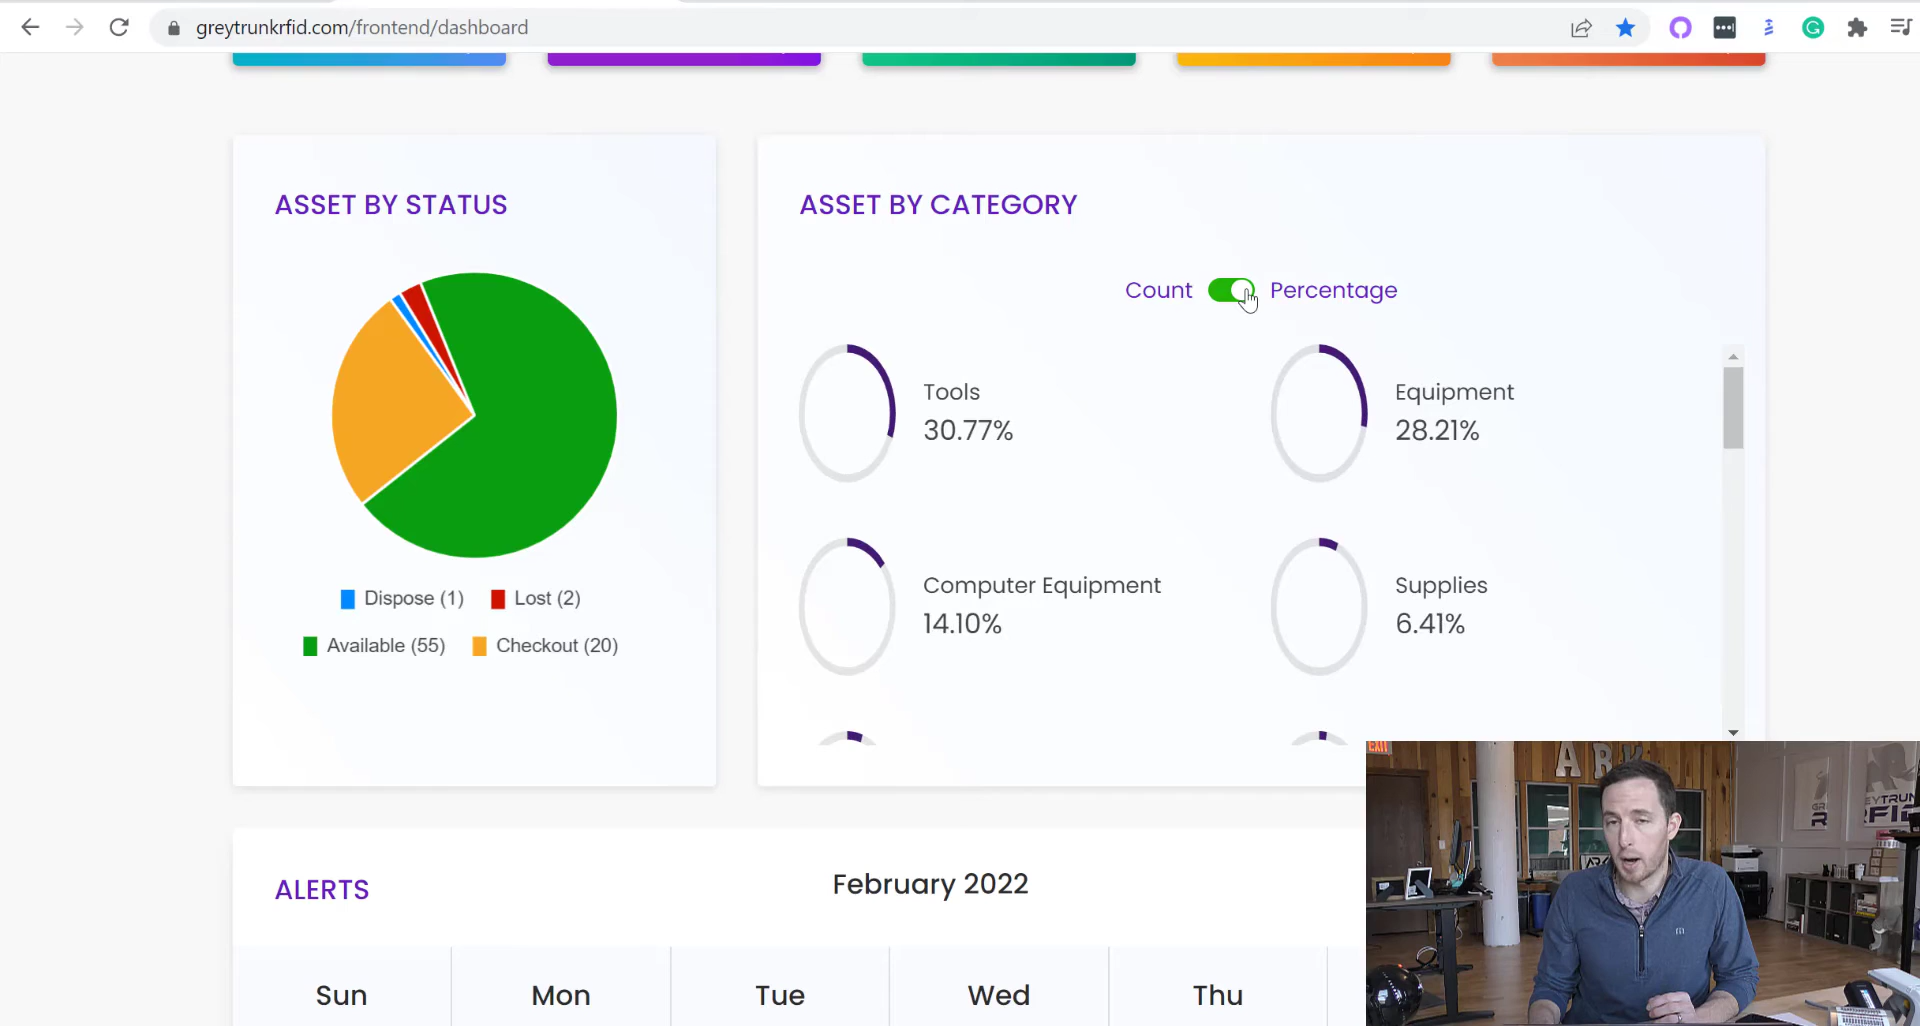 greytrunkrfid.com/frontend/dashboard
ASSET BY STATUS
Dispose (1)
Lost (2)
Available (55)
Checkout (20)
ASSET BY CATEGORY
Count
Percentage
Tools
30.77%
Equipment
28.21%
Computer Equipment
14.10%
Supplies
6.41%
ALERTS
February 2022
Sun
Mon
Tue
Wed
Thu
EXIT
ARK